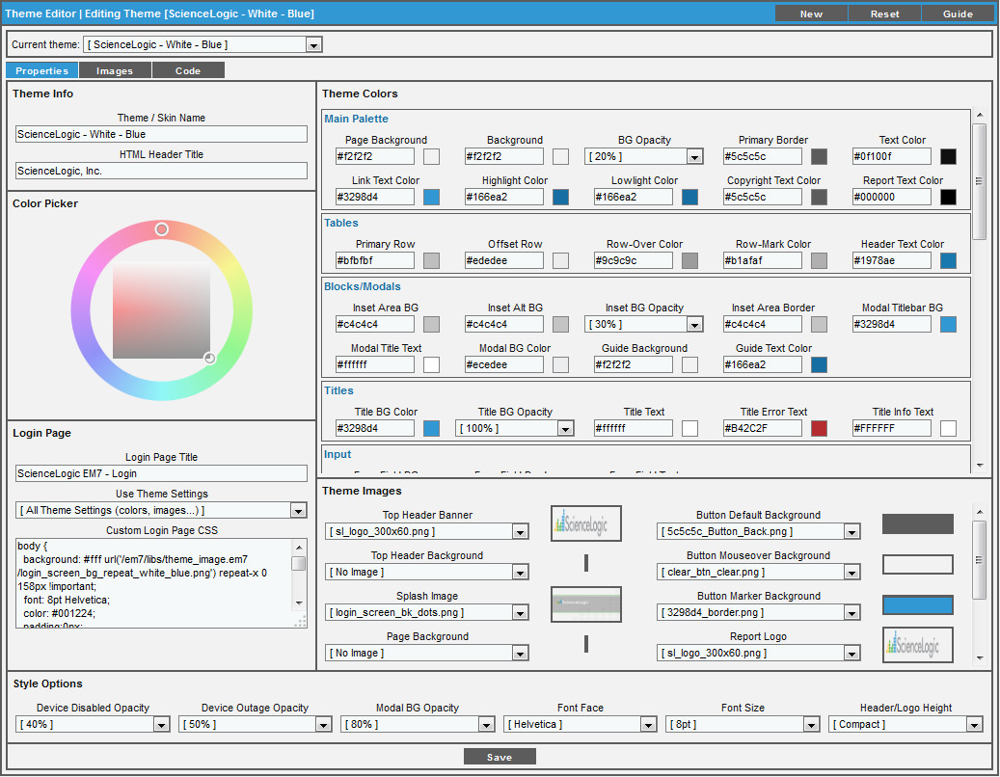 Theme Editor | Editing Theme [ScienceLogic - White - Blue]
New Reset Guide
Current theme: [ ScienceLogic - White - Blue ]
Properties Images Code
Theme Info
Theme / Skin Name
ScienceLogic - White - Blue
HTML Header Title
ScienceLogic, Inc.
Color Picker
Login Page
Login Page Title
ScienceLogic EM7 - Login
Use Theme Settings
[ All Theme Settings (colors, images...) ]
Custom Login Page CSS
body {
background: #fff url('/em7/libs/theme_image.em7
/login_screen_bg_repeat_white_blue.png') repeat-x 0
158px !important;
font: 8pt Helvetica;
color: #001224;
padding:0px;
Theme Colors
Main Palette
Page Background Background BG Opacity Primary Border Text Color
#f2f2f2 #f2f2f2 [ 20% ] #5c5c5c #0f100f
Link Text Color Highlight Color Lowlight Color Copyright Text Color Report Text Color
#3298d4 #166ea2 #166ea2 #5c5c5c #000000
Tables
Primary Row Offset Row Row-Over Color Row-Mark Color Header Text Color
#bfbfbf #ededee #9c9c9c #b1afaf #1978ae
Blocks/Modals
Inset Area BG Inset Alt BG Inset BG Opacity Inset Area Border Modal Titlebar BG
#c4c4c4 #c4c4c4 [ 30% ] #c4c4c4 #3298d4
Modal Title Text Modal BG Color Guide Background Guide Text Color
#ffffff #ecedee #f2f2f2 #166ea2
Titles
Title BG Color Title BG Opacity Title Text Title Error Text Title Info Text
#3298d4 [ 100% ] #ffffff #B42C2F #FFFFFF
Input
Theme Images
Top Header Banner Button Default Background
[ sl_logo_300x60.png ] ScienceLogic [ 5c5c5c_Button_Back.png ]
Top Header Background Button Mouseover Background
[ No Image ] [ clear_btn_clear.png ]
Splash Image Button Marker Background
[ login_screen_bk_dots.png ] ScienceLogic [ 3298d4_border.png ]
Page Background Report Logo
[ No Image ] [ sl_logo_300x60.png ] ScienceLogic
Style Options
Device Disabled Opacity Device Outage Opacity Modal BG Opacity Font Face Font Size Header/Logo Height
[ 40% ] [ 50% ] [ 80% ] [ Helvetica ] [ 8pt ] [ Compact ]
Save